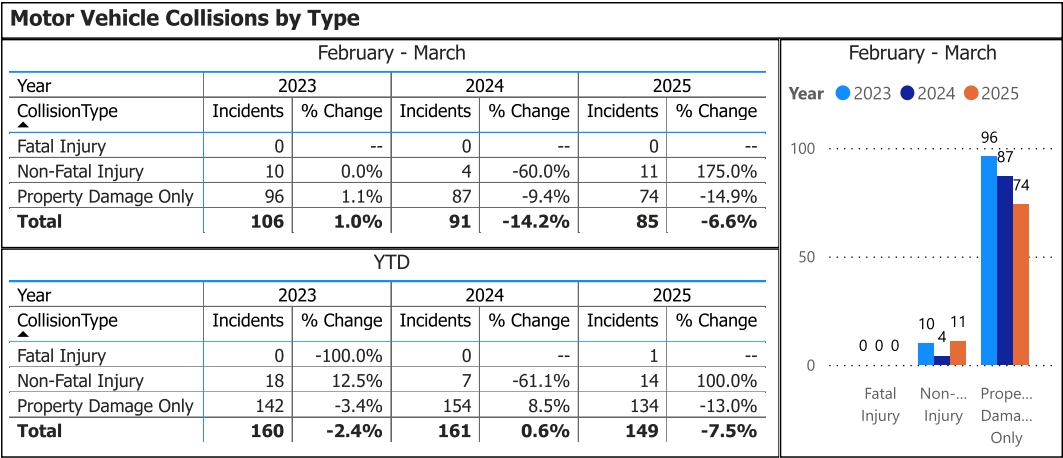 Motor Vehicle Collisions by Type
February - March
Year 2023 2024 2025
CollisionType Incidents % Change Incidents % Change Incidents % Change
Fatal Injury 0 -- 0 -- 0 --
Non-Fatal Injury 10 0.0% 4 -60.0% 11 175.0%
Property Damage Only 96 1.1% 87 -9.4% 74 -14.9%
Total 106 1.0% 91 -14.2% 85 -6.6%
YTD
Year 2023 2024 2025
CollisionType Incidents % Change Incidents % Change Incidents % Change
Fatal Injury 0 -100.0% 0 -- 1 --
Non-Fatal Injury 18 12.5% 7 -61.1% 14 100.0%
Property Damage Only 142 -3.4% 154 8.5% 134 -13.0%
Total 160 -2.4% 161 0.6% 149 -7.5%
February - March
Year 2023 2024 2025
96
100 87
74
50
10 4 11
0 0 0
0
Fatal Non-... Prope...
Injury Injury Dama...
Only